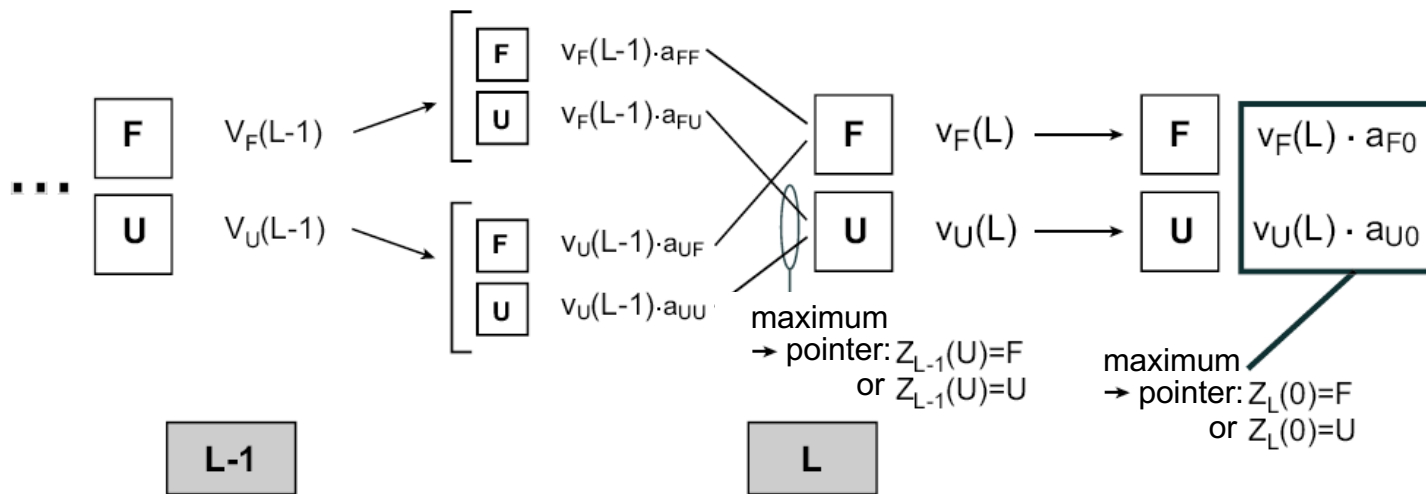 F v_F(L-1)·a_FF
U v_F(L-1)·a_FU
... F V_F(L-1)
U V_U(L-1)
F v_U(L-1)·a_UF
U v_U(L-1)·a_UU
F v_F(L)
U v_U(L)
F v_F(L) · a_F0
U v_U(L) · a_U0
maximum
→ pointer: Z_L-1(U)=F
or Z_L-1(U)=U
maximum
→ pointer: Z_L(0)=F
or Z_L(0)=U
L-1
L